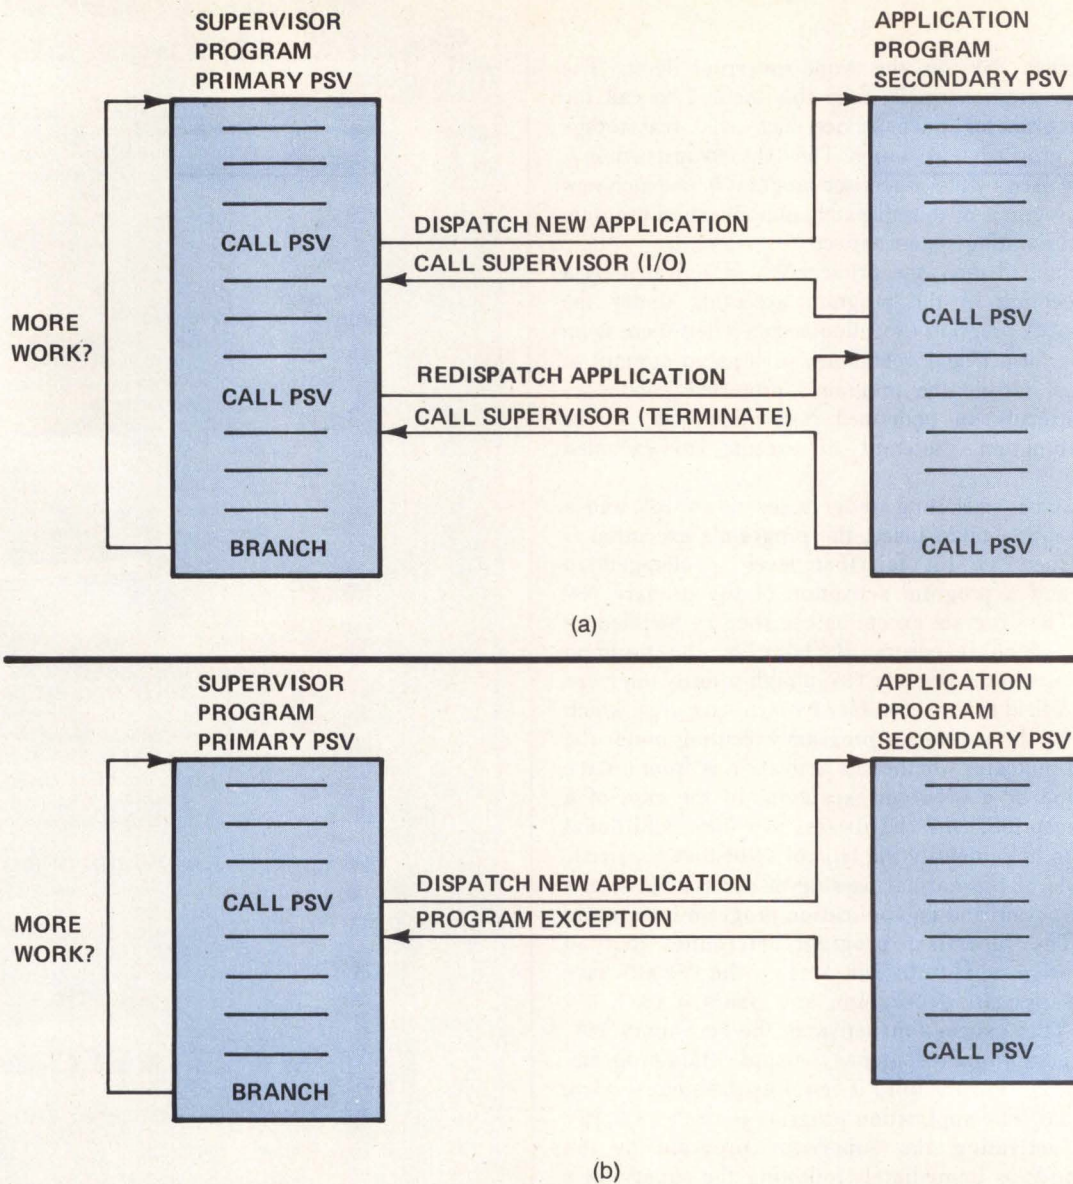 SUPERVISOR
PROGRAM
PRIMARY PSV
APPLICATION
PROGRAM
SECONDARY PSV
CALL PSV
DISPATCH NEW APPLICATION
CALL SUPERVISOR (I/O)
CALL PSV
MORE
WORK?
CALL PSV
REDISPATCH APPLICATION
CALL SUPERVISOR (TERMINATE)
BRANCH
CALL PSV
(a)
SUPERVISOR
PROGRAM
PRIMARY PSV
APPLICATION
PROGRAM
SECONDARY PSV
CALL PSV
DISPATCH NEW APPLICATION
PROGRAM EXCEPTION
MORE
WORK?
CALL PSV
BRANCH
(b)